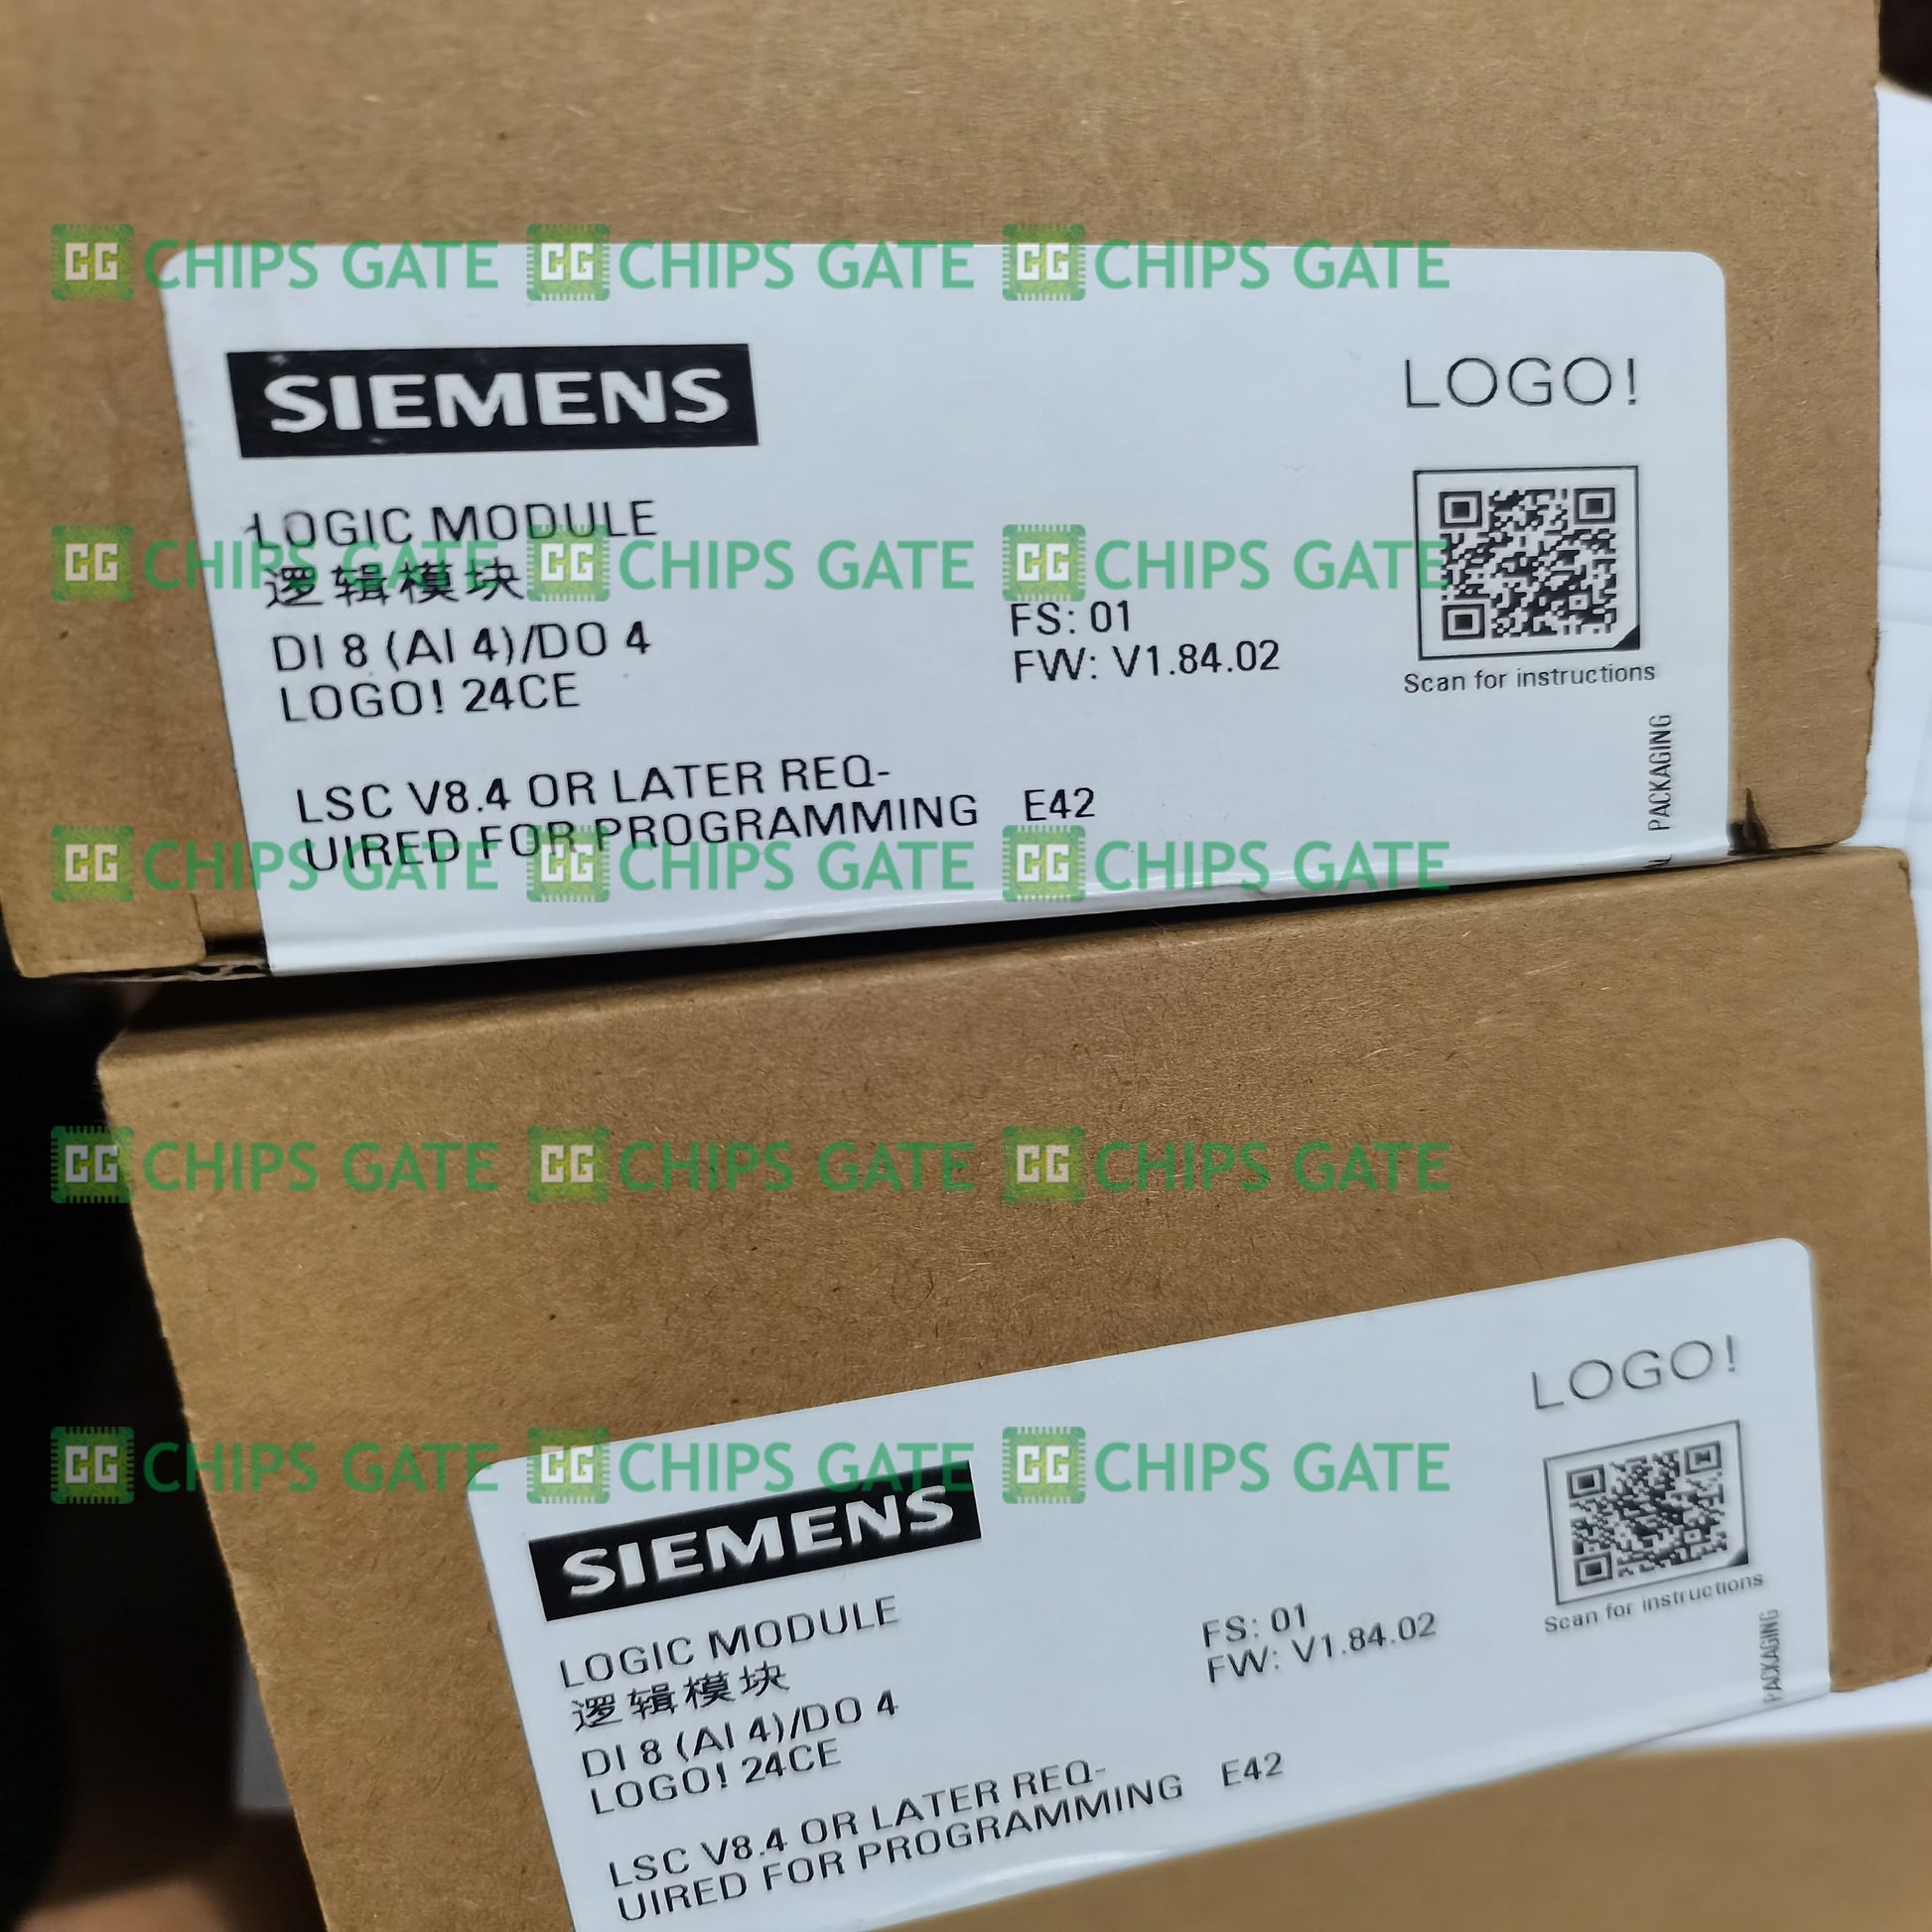 CG CHIPS GATE CG CHIPS GATE CG CHIPS GATE
SIEMENS
LOGO!
LOGIC MODULE
CG CHIPS GATE CG CHIPS GATE CG CHIPS GATE
逻辑模块
DI 8 (AI 4)/DO 4
LOGO! 24CE
FS: 01
FW: V1.84.02
Scan for instructions
PACKAGING
LSC V8.4 OR LATER REQ-
UIRED FOR PROGRAMMING E42
CG CHIPS GATE CG CHIPS GATE CG CHIPS GATE
CG CHIPS GATE CG CHIPS GATE CG CHIPS GATE
LOGO!
CG CHIPS GATE CG CHIPS GATE CG CHIPS GATE
SIEMENS
LOGIC MODULE
逻辑模块
DI 8 (AI 4)/DO 4
LOGO! 24CE
FS: 01
FW: V1.84.02
Scan for instructions
PACKAGING
LSC V8.4 OR LATER REQ-
UIRED FOR PROGRAMMING E42